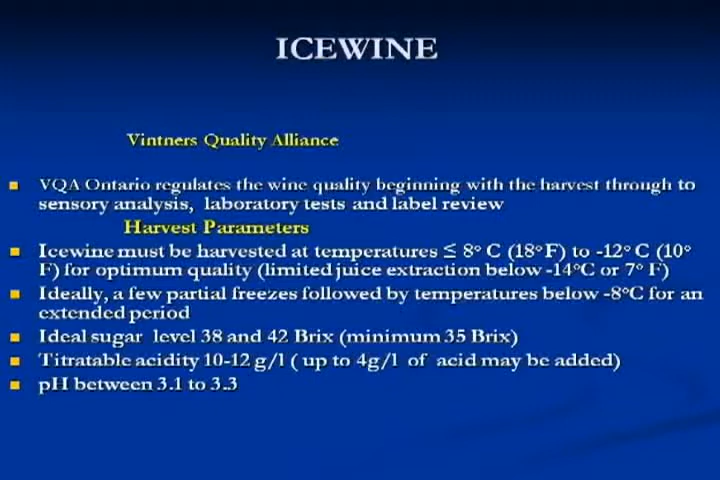 ICEWINE
Vintners Quality Alliance
VQA Ontario regulates the wine quality beginning with the harvest through to
sensory analysis, laboratory tests and label review
Harvest Parameters
Icewine must be harvested at temperatures ≤ 8° C (18° F) to -12° C (10°
F) for optimum quality (limited juice extraction below -14°C or 7° F)
Ideally, a few partial freezes followed by temperatures below -8°C for an
extended period
Ideal sugar level 38 and 42 Brix (minimum 35 Brix)
Titratable acidity 10-12 g/l ( up to 4g/l of acid may be added)
pH between 3.1 to 3.3